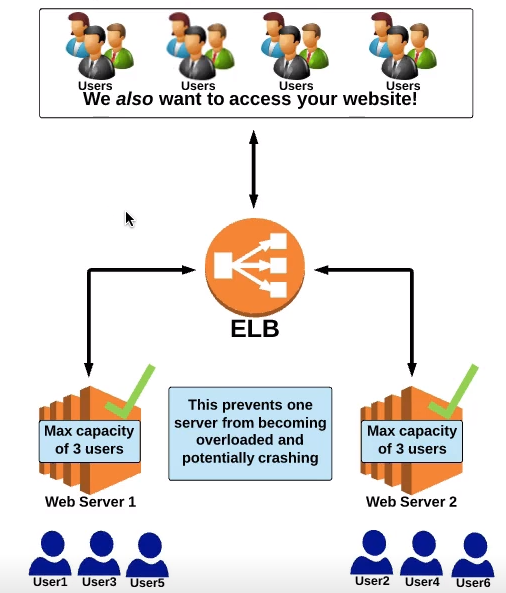 Users Users Users Users
We also want to access your website!
ELB
Max capacity
of 3 users
Web Server 1
This prevents one
server from becoming
overloaded and
potentially crashing
Max capacity
of 3 users
Web Server 2
User1 User3 User5
User2 User4 User6